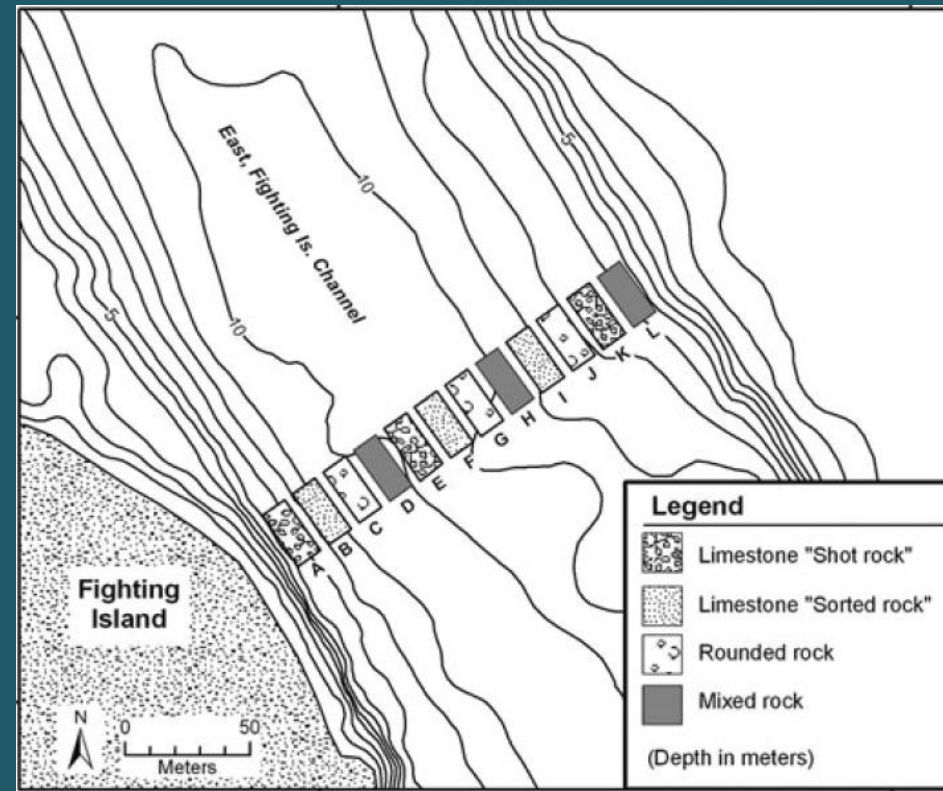 East, Fighting Is. Channel
10
5
10
5
A
B
C
D
E
F
G
H
I
J
K
L
Fighting
Island
N
0 50
Meters
Legend
Limestone "Shot rock"
Limestone "Sorted rock"
Rounded rock
Mixed rock
(Depth in meters)